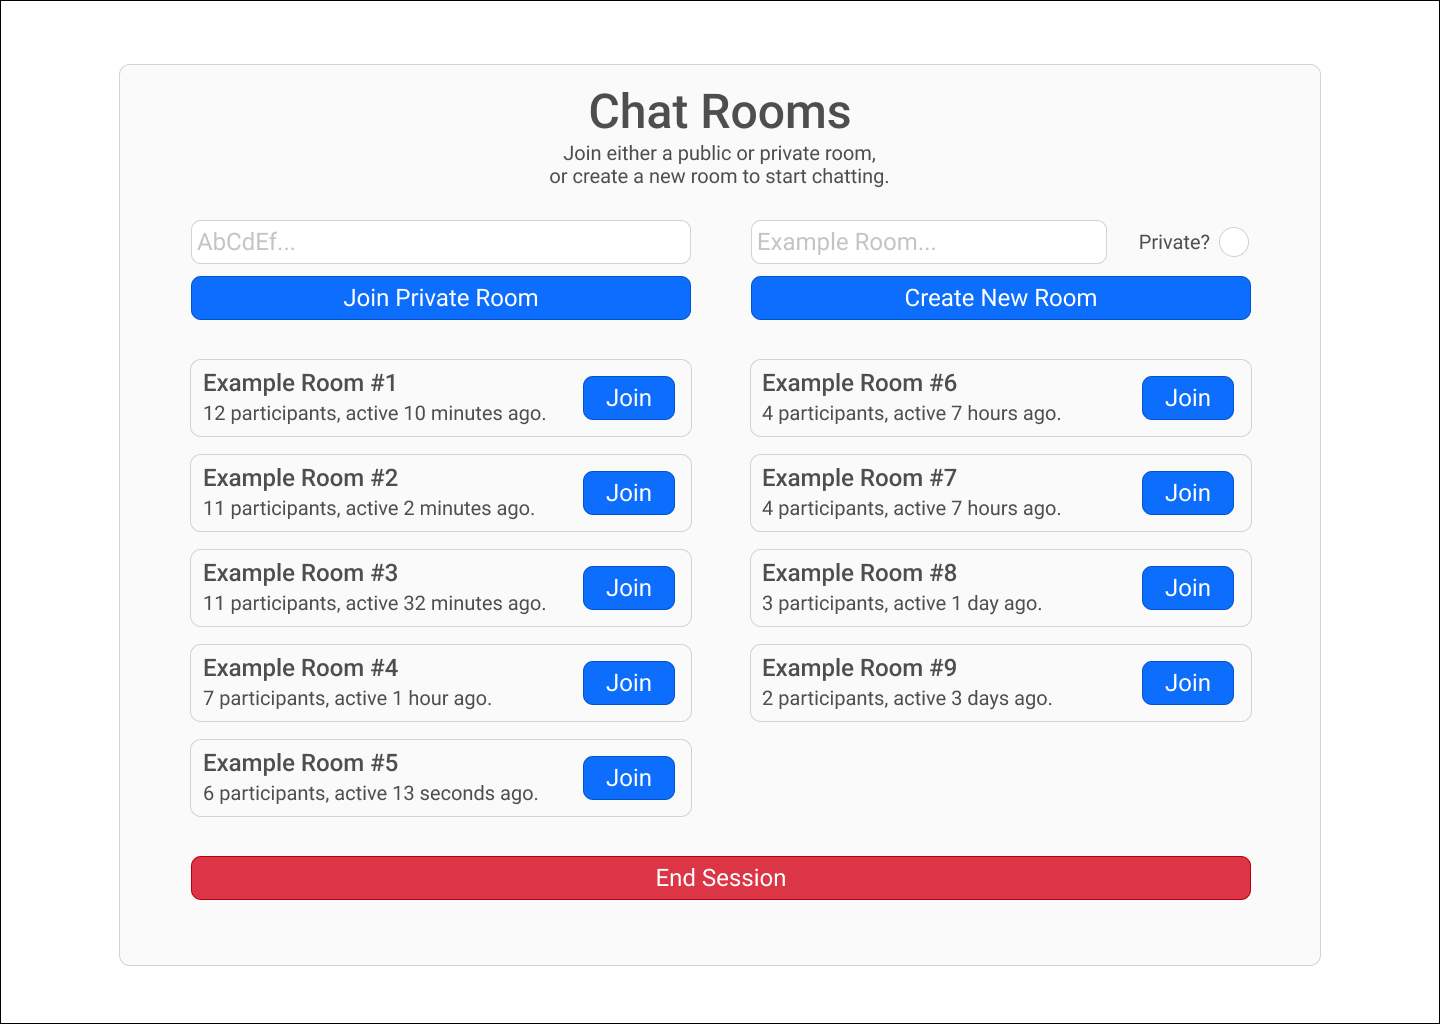 Chat Rooms
Join either a public or private room,
or create a new room to start chatting.
AbCdEf...
Join Private Room
Example Room...
Private?
Create New Room
Example Room #1
12 participants, active 10 minutes ago.
Join
Example Room #2
11 participants, active 2 minutes ago.
Join
Example Room #3
11 participants, active 32 minutes ago.
Join
Example Room #4
7 participants, active 1 hour ago.
Join
Example Room #5
6 participants, active 13 seconds ago.
Join
Example Room #6
4 participants, active 7 hours ago.
Join
Example Room #7
4 participants, active 7 hours ago.
Join
Example Room #8
3 participants, active 1 day ago.
Join
Example Room #9
2 participants, active 3 days ago.
Join
End Session